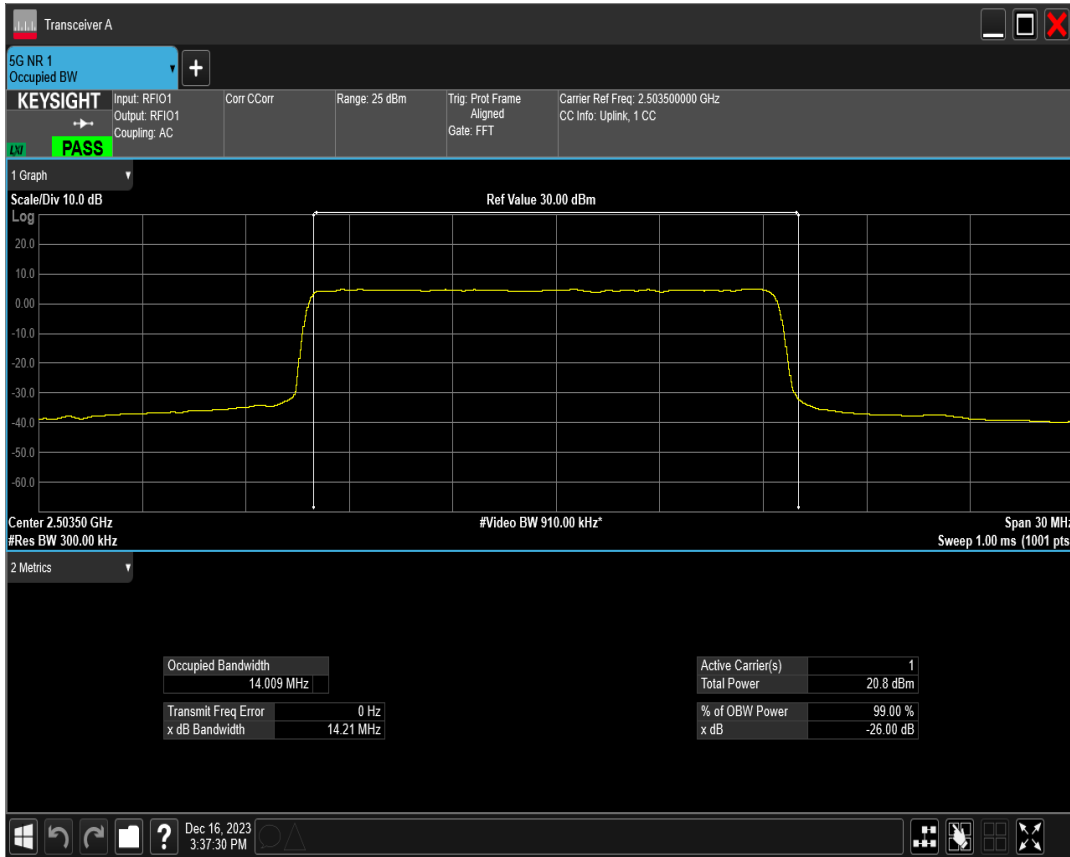 Transceiver A
5G NR 1
Occupied BW
+
KEYSIGHT
Input: RFIO1
Output: RFIO1
Coupling: AC
Corr CCorr
Range: 25 dBm
Trig: Prot Frame
Aligned
Gate: FFT
Carrier Ref Freq: 2.503500000 GHz
CC Info: Uplink, 1 CC
LXI
PASS
1 Graph
Scale/Div 10.0 dB
Ref Value 30.00 dBm
Log
20.0
10.0
0.00
-10.0
-20.0
-30.0
-40.0
-50.0
-60.0
Center 2.50350 GHz
#Video BW 910.00 kHz*
Span 30 MHz
#Res BW 300.00 kHz
Sweep 1.00 ms (1001 pts
2 Metrics
Occupied Bandwidth
14.009 MHz
Transmit Freq Error 0 Hz
x dB Bandwidth 14.21 MHz
Active Carrier(s) 1
Total Power 20.8 dBm
% of OBW Power 99.00 %
x dB -26.00 dB
?
Dec 16, 2023
3:37:30 PM